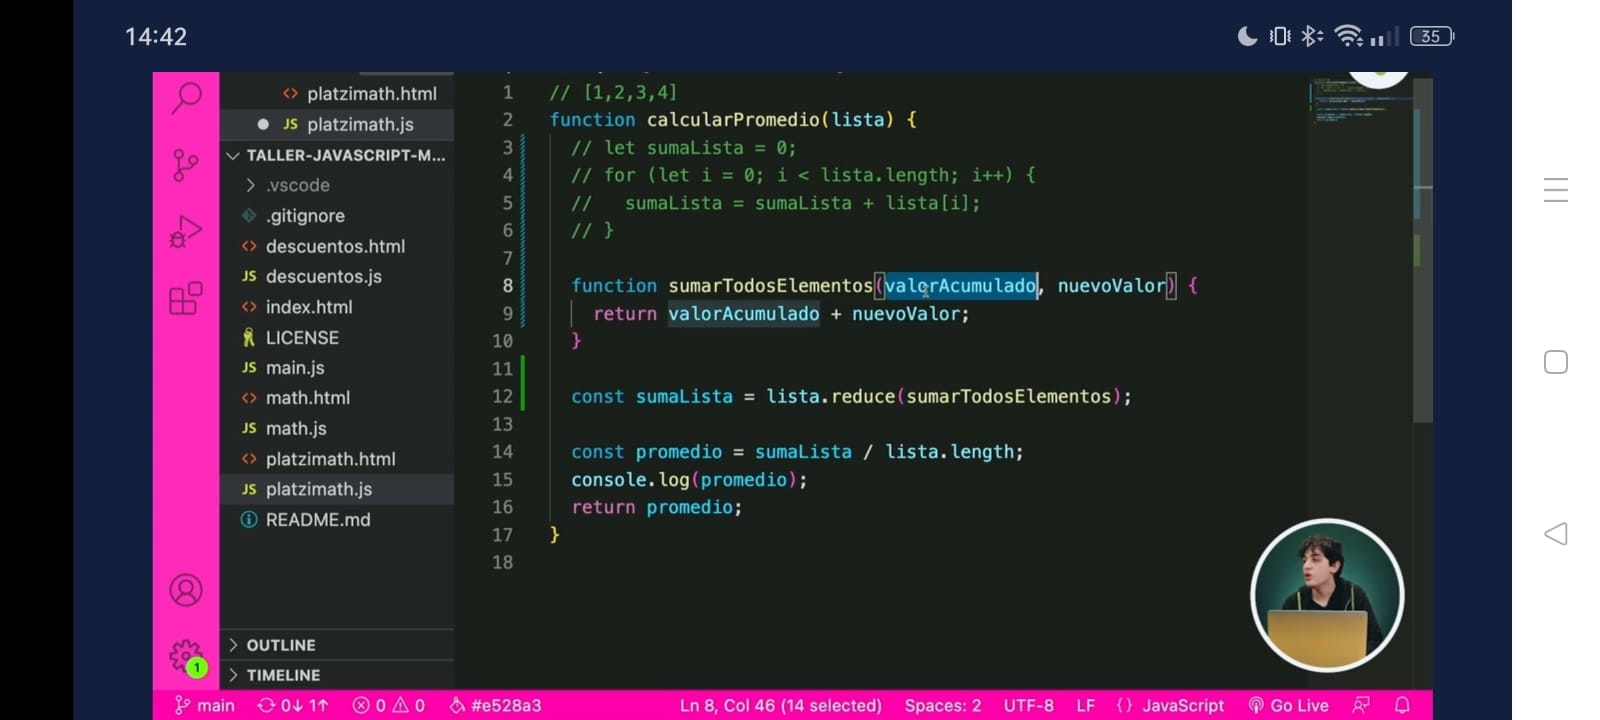 14:42
35
<> platzimath.html
● JS platzimath.js
TALLER-JAVASCRIPT-M...
.vscode
.gitignore
<> descuentos.html
JS descuentos.js
<> index.html
LICENSE
JS main.js
<> math.html
JS math.js
<> platzimath.html
JS platzimath.js
README.md
OUTLINE
TIMELINE
1
1 // [1,2,3,4]
2 function calcularPromedio(lista) {
3 // let sumaLista = 0;
4 // for (let i = 0; i < lista.length; i++) {
5 //   sumaLista = sumaLista + lista[i];
6 // }
7
8 function sumarTodosElementos(valorAcumulado, nuevoValor) {
9 return valorAcumulado + nuevoValor;
10 }
11
12 const sumaLista = lista.reduce(sumarTodosElementos);
13
14 const promedio = sumaLista / lista.length;
15 console.log(promedio);
16 return promedio;
17 }
18
main 0↓ 1↑ 0 0 #e528a3 Ln 8, Col 46 (14 selected) Spaces: 2 UTF-8 LF {} JavaScript Go Live